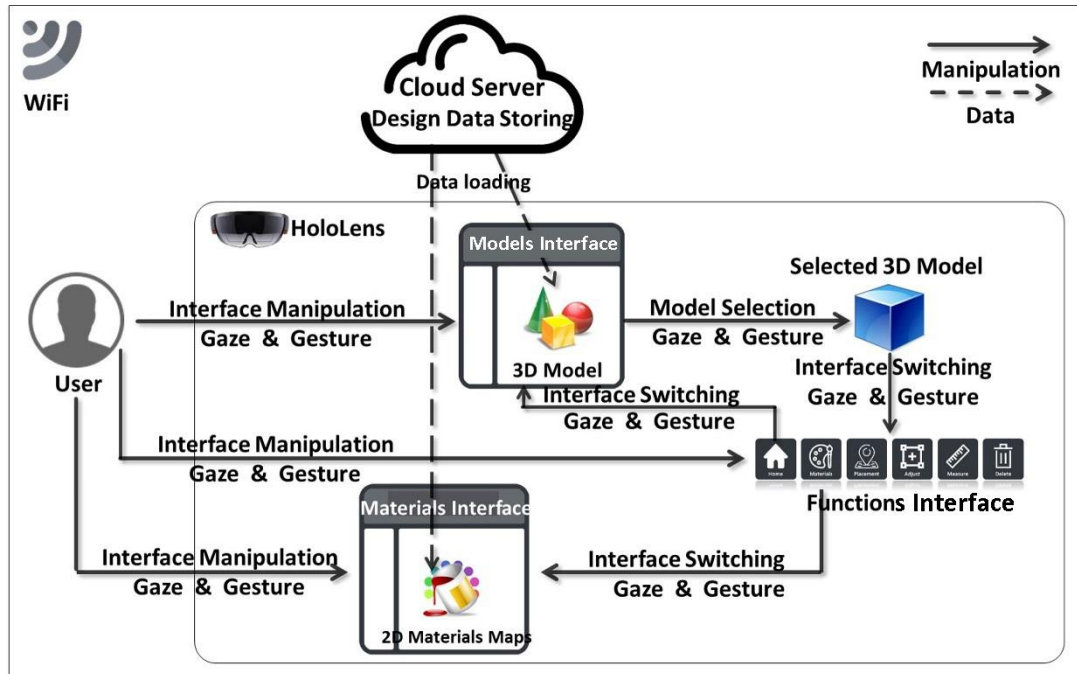 WiFi
Cloud Server
Design Data Storing
Manipulation
Data
Data loading
HoloLens
Models Interface
3D Model
Selected 3D Model
User
Interface Manipulation
Gaze & Gesture
Model Selection
Gaze & Gesture
Interface Switching
Gaze & Gesture
Interface Switching
Gaze & Gesture
Interface Manipulation
Gaze & Gesture
Home
Materials
Placement
Adjust
Measure
Delete
Functions Interface
Materials Interface
2D Materials Maps
Interface Manipulation
Gaze & Gesture
Interface Switching
Gaze & Gesture